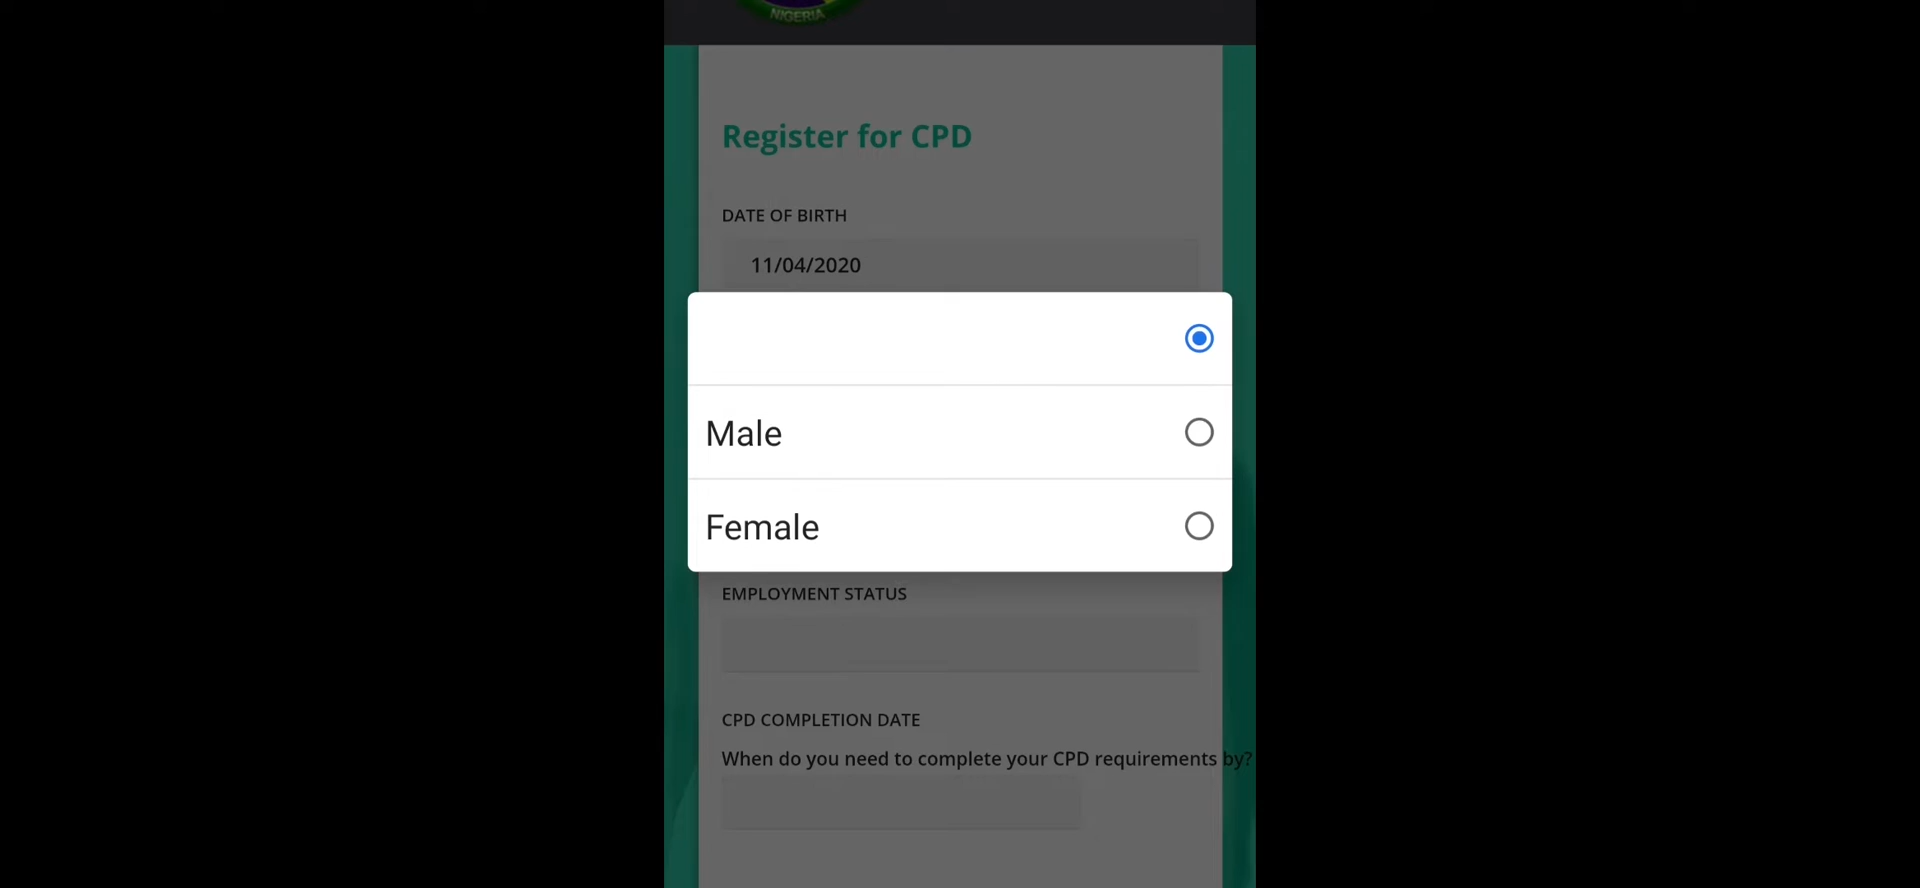 NIGERIA
Register for CPD
DATE OF BIRTH
11/04/2020
Male
Female
EMPLOYMENT STATUS
CPD COMPLETION DATE
When do you need to complete your CPD requirements by?